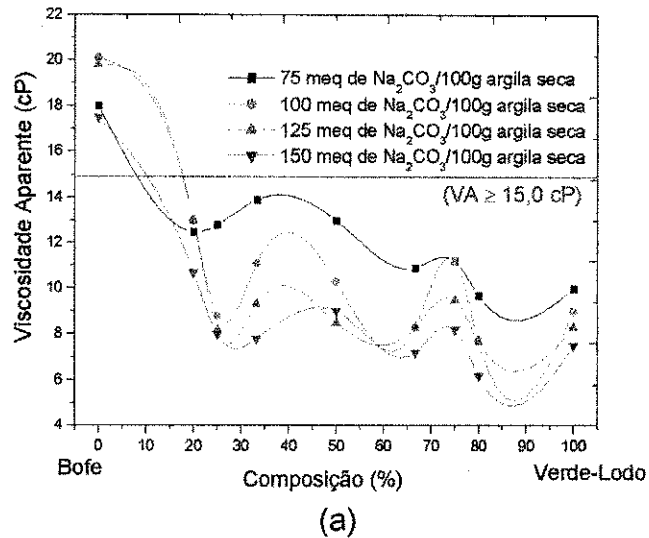 Viscosidade Aparente (cP)
22
20
18
16
14
12
10
8
6
4
75 meq de Na₂CO₃/100g argila seca
100 meq de Na₂CO₃/100g argila seca
125 meq de Na₂CO₃/100g argila seca
150 meq de Na₂CO₃/100g argila seca
(VA ≥ 15,0 cP)
0 10 20 30 40 50 60 70 80 90 100
Bofe Composição (%) Verde-Lodo
(a)